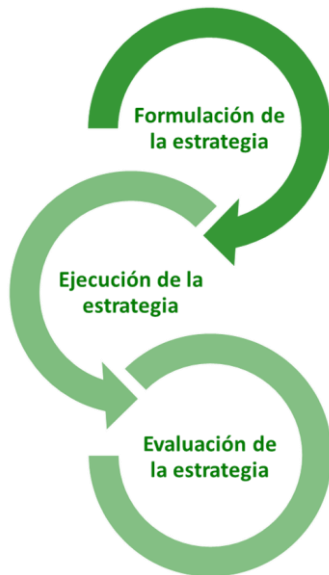 Formulación de
la estrategia
Ejecución de la
estrategia
Evaluación de
la estrategia